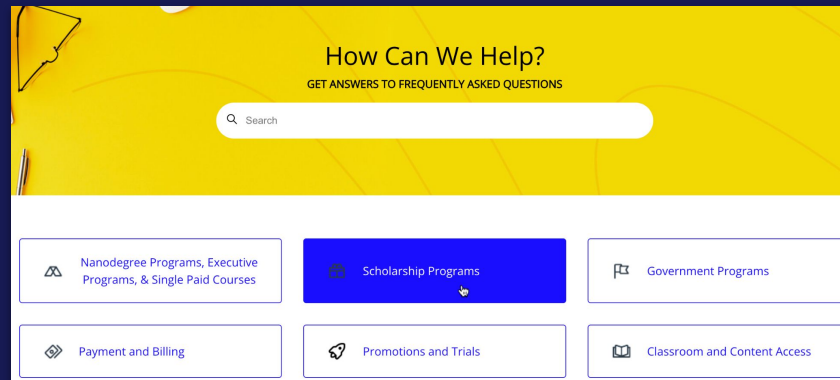 How Can We Help?
GET ANSWERS TO FREQUENTLY ASKED QUESTIONS
Search
Nanodegree Programs, Executive
Programs, & Single Paid Courses
Scholarship Programs
Government Programs
Payment and Billing
Promotions and Trials
Classroom and Content Access